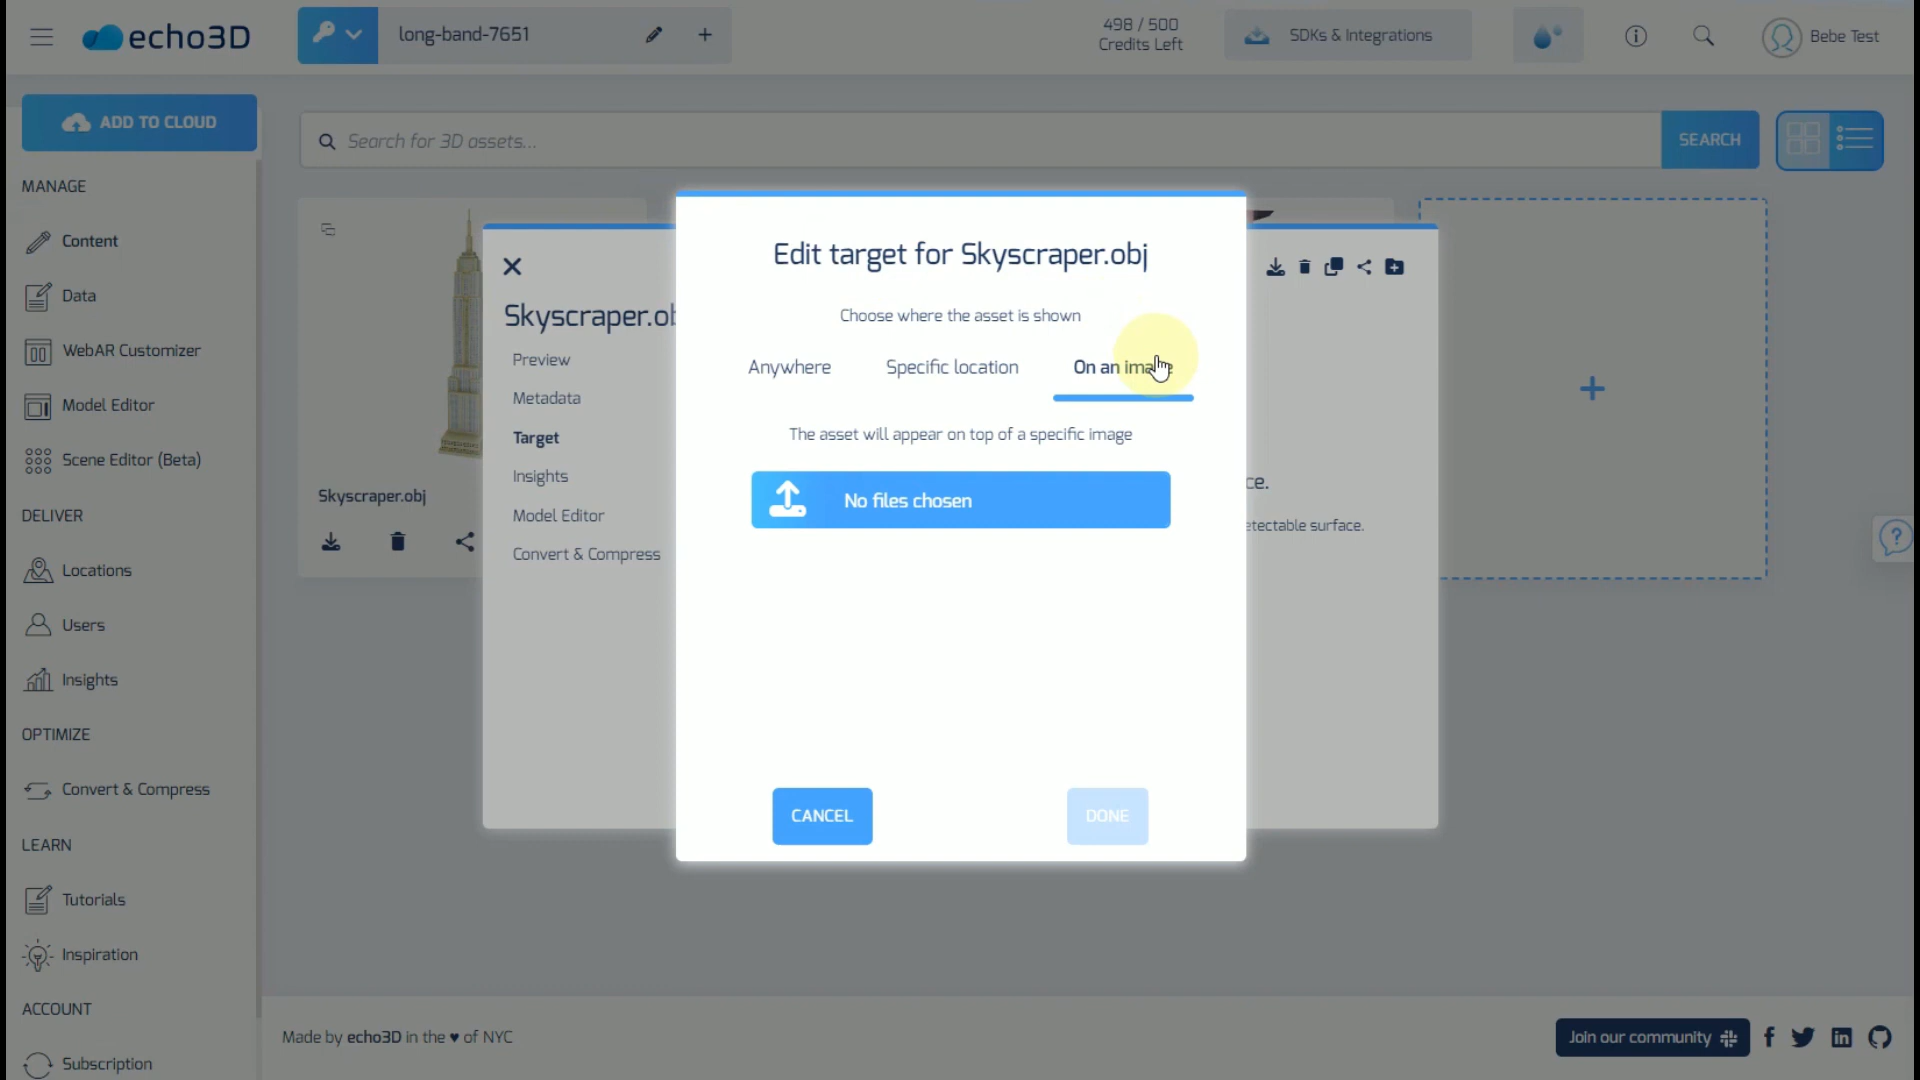 echo3D
long-band-7651
498 / 500
Credits Left
SDKs & Integrations
Bebe Test
ADD TO CLOUD
Search for 3D assets...
SEARCH
MANAGE
Content
Data
WebAR Customizer
Model Editor
Scene Editor (Beta)
DELIVER
Locations
Users
Insights
OPTIMIZE
Convert & Compress
LEARN
Tutorials
Inspiration
ACCOUNT
Subscription
Skyscraper.obj
Skyscraper.ob
Preview
Metadata
Target
Insights
Model Editor
Convert & Compress
ce.
etectable surface.
Edit target for Skyscraper.obj
Choose where the asset is shown
Anywhere
Specific location
On an image
The asset will appear on top of a specific image
No files chosen
CANCEL
DONE
Made by echo3D in the ♥ of NYC
Join our community